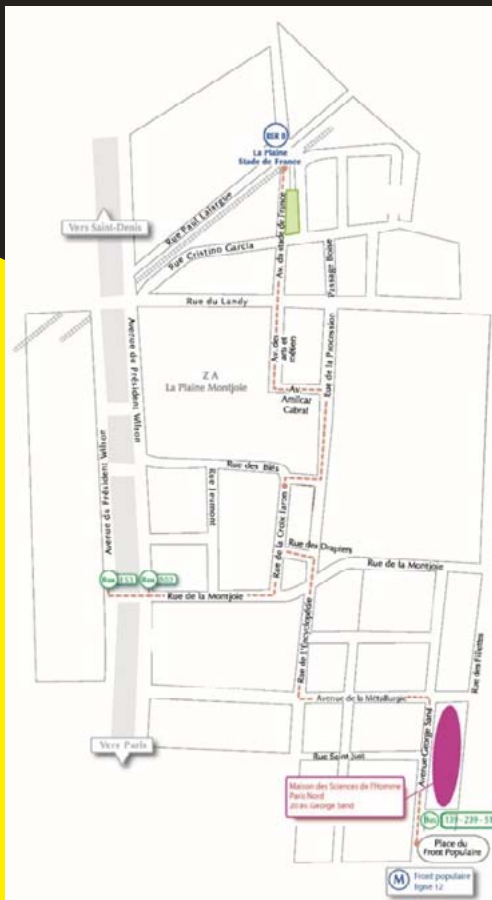 RER B
La Plaine
Stade de France
Vers Saint-Denis
Rue Paul Lafargue
Rue Cristino Garcia
Av. du stade de France
Passage Boise
Rue du Landy
Avenue du Président Wilson
Av. des
arts et
métiers
Rue de la Procession
Z A
La Plaine Montjoie
Av.
Amilcar
Cabral
Avenue du Président Wilson
Rue des Blés
Rue Jeumont
Rue de la Croix Faron
Rue des Drapiers
Rue de la Montjoie
Bus
Bus
Rue de la Montjoie
Rue de l'Encyclopédie
Rue des Fillettes
Avenue de la Métallurgie
Avenue George Sand
Vers Paris
Rue Saint Just
Maison des Sciences de l'Homme
Paris Nord
20 av. George Sand
Bus 139 - 239 - 51
Place du
Front Populaire
M Front populaire
ligne 12